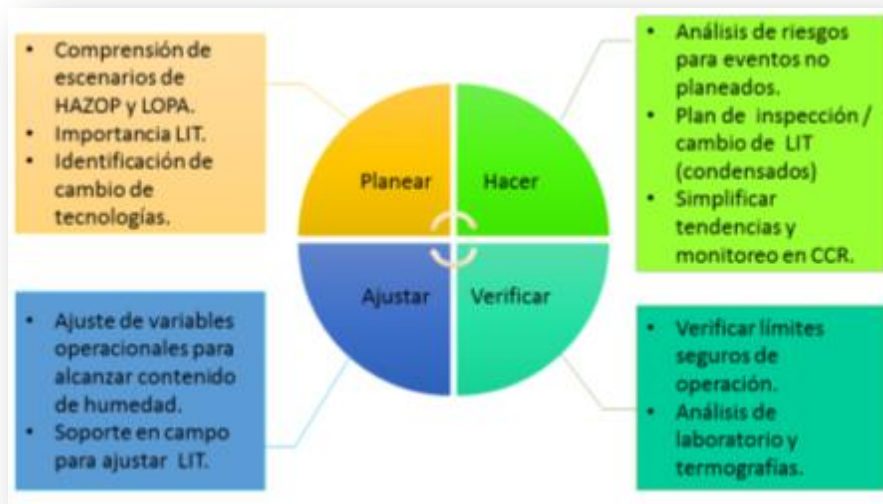 • Comprensión de
escenarios de
HAZOP y LOPA.
• Importancia LIT.
• Identificación de
cambio de
tecnologías.
Planear
Hacer
• Análisis de riesgos
para eventos no
planeados.
• Plan de inspección /
cambio de LIT
(condensados)
• Simplificar
tendencias y
monitoreo en CCR.
• Ajuste de variables
operacionales para
alcanzar contenido
de humedad.
• Soporte en campo
para ajustar LIT.
Ajustar
Verificar
• Verificar límites
seguros de
operación.
• Análisis de
laboratorio y
termografías.